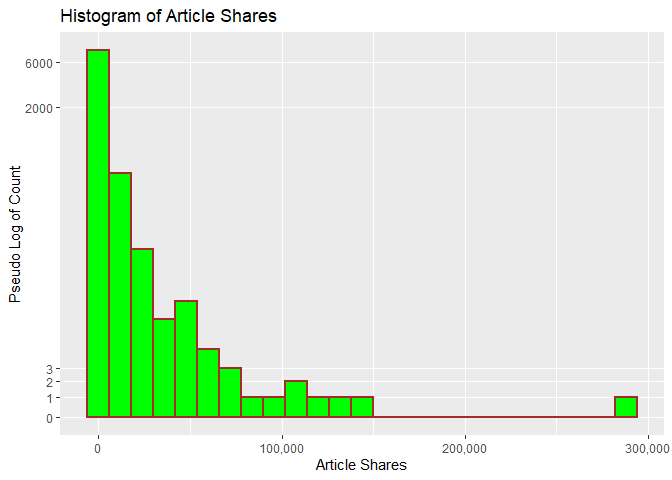 Histogram of Article Shares
Pseudo Log of Count
6000
2000
3
2
1
0
0 100,000 200,000 300,000
Article Shares